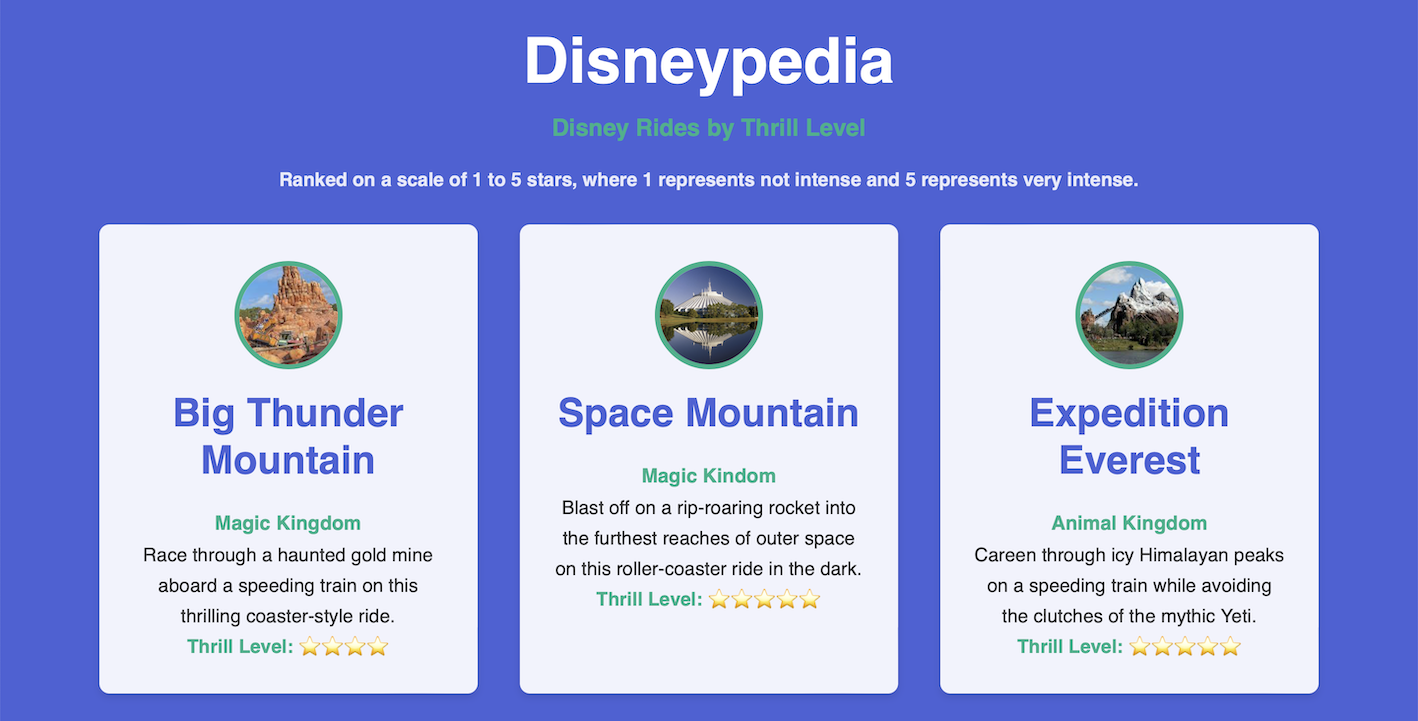 Disneypedia
Disney Rides by Thrill Level
Ranked on a scale of 1 to 5 stars, where 1 represents not intense and 5 represents very intense.
Big Thunder
Mountain
Magic Kingdom
Race through a haunted gold mine
aboard a speeding train on this
thrilling coaster-style ride.
Thrill Level: ⭐⭐⭐⭐
Space Mountain
Magic Kindom
Blast off on a rip-roaring rocket into
the furthest reaches of outer space
on this roller-coaster ride in the dark.
Thrill Level: ⭐⭐⭐⭐⭐
Expedition
Everest
Animal Kingdom
Careen through icy Himalayan peaks
on a speeding train while avoiding
the clutches of the mythic Yeti.
Thrill Level: ⭐⭐⭐⭐⭐